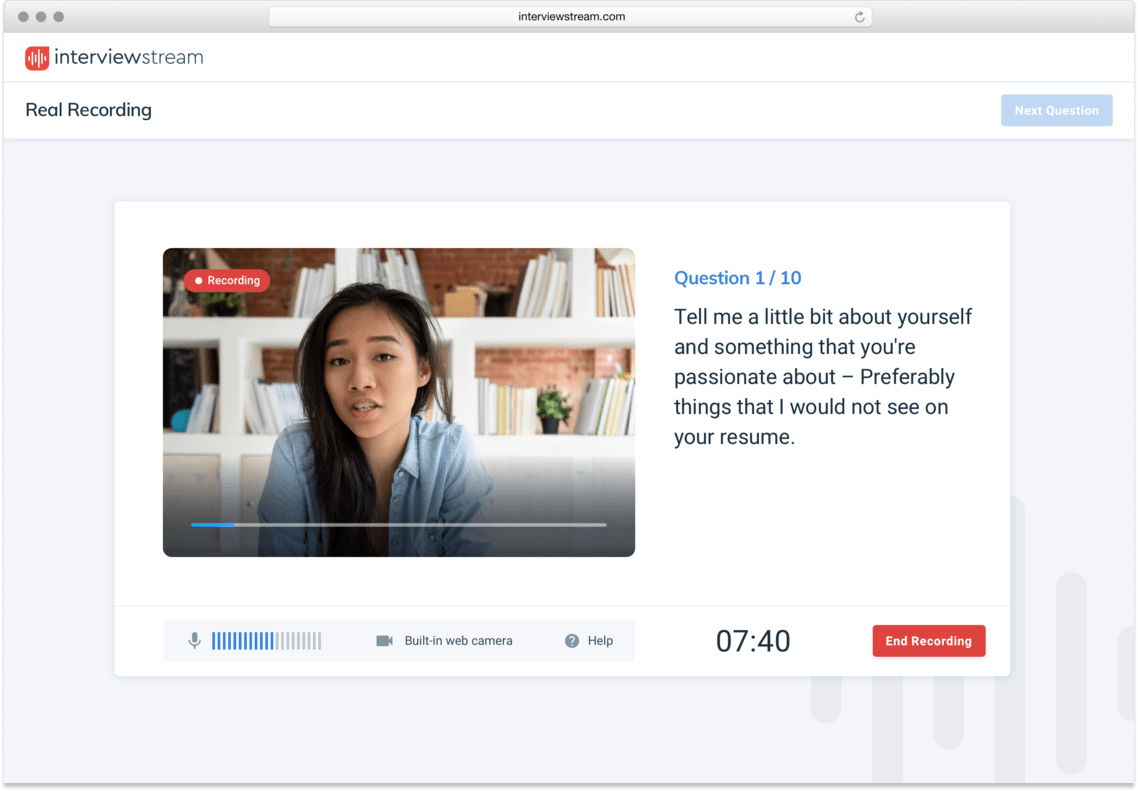 interviewstream.com
interviewstream
Real Recording
Next Question
Recording
Question 1 / 10
Tell me a little bit about yourself
and something that you're
passionate about – Preferably
things that I would not see on
your resume.
Built-in web camera
Help
07:40
End Recording